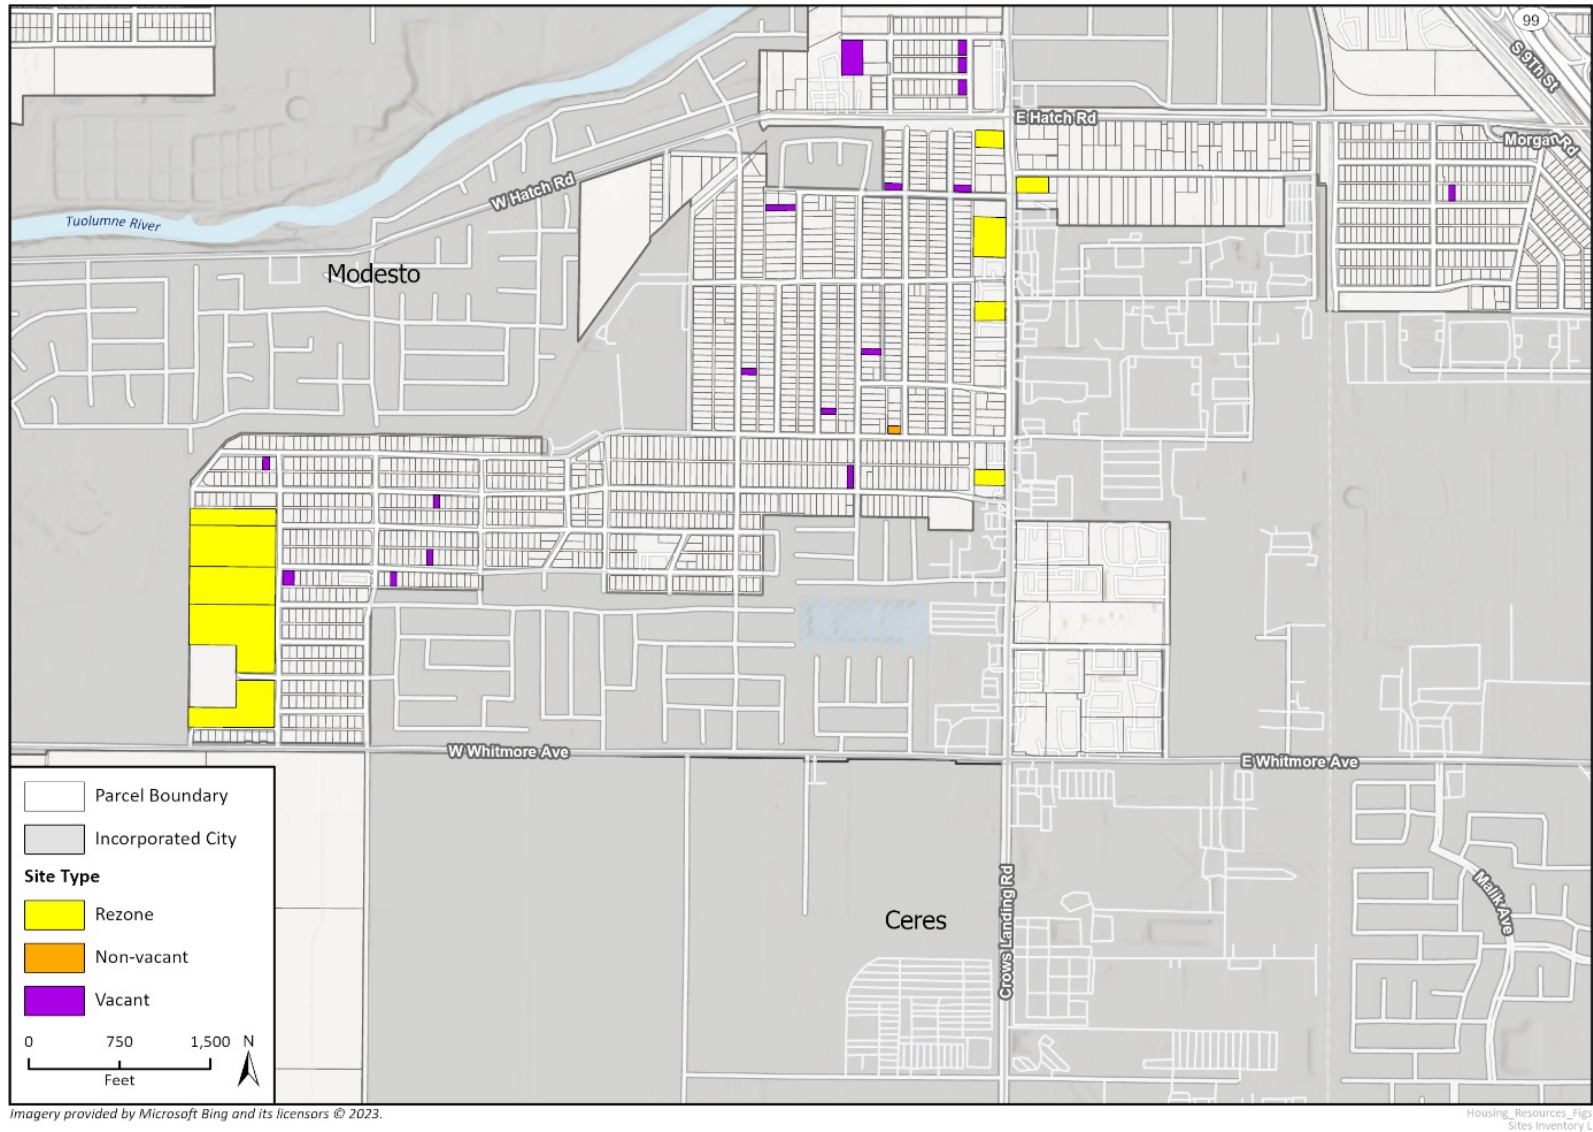 99
S 9Th St
E Hatch Rd
Morgan Rd
W Hatch Rd
Tuolumne River
Modesto
W Whitmore Ave
E Whitmore Ave
Parcel Boundary
Incorporated City
Site Type
Rezone
Non-vacant
Vacant
0 750 1,500 N
Feet
Crows Landing Rd
Malik Ave
Ceres
Imagery provided by Microsoft Bing and its licensors © 2023.
Housing_Resources_Figs
Sites Inventory